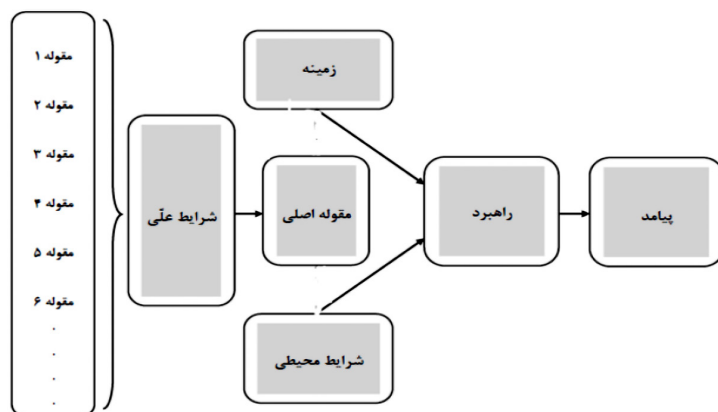 مقوله ۱
مقوله ۲
مقوله ۳
مقوله ۴
مقوله ۵
مقوله ۶
.
.
.
.
شرایط علّی
زمینه
مقوله اصلی
شرایط محیطی
راهبرد
پیامد